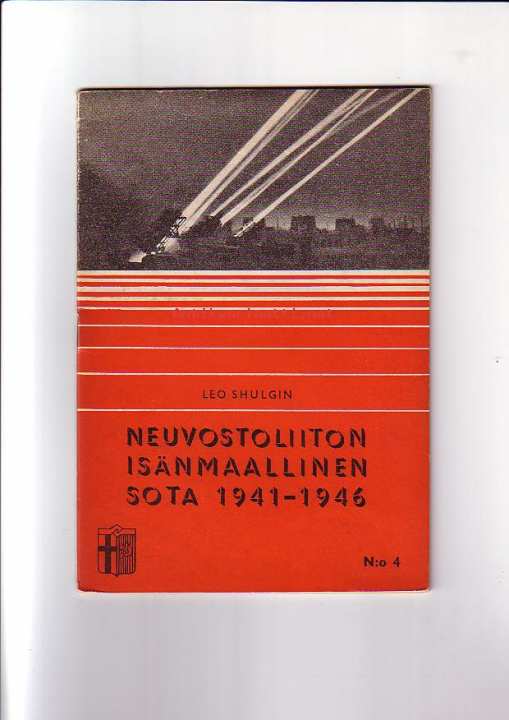 LEO SHULGIN
NEUVOSTOLIITON
ISÄNMAALLINEN
SOTA 1941-1946
N:o 4